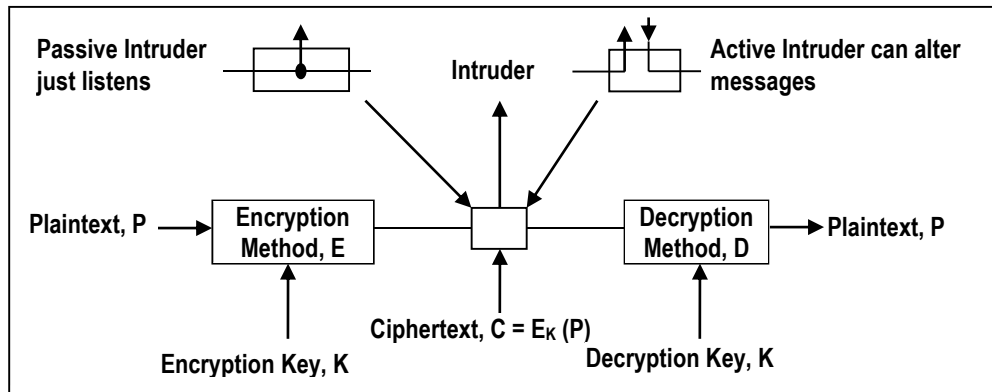 Passive Intruder
just listens
Intruder
Active Intruder can alter
messages
Plaintext, P
Encryption
Method, E
Decryption
Method, D
Plaintext, P
Ciphertext, C = EK (P)
Encryption Key, K
Decryption Key, K